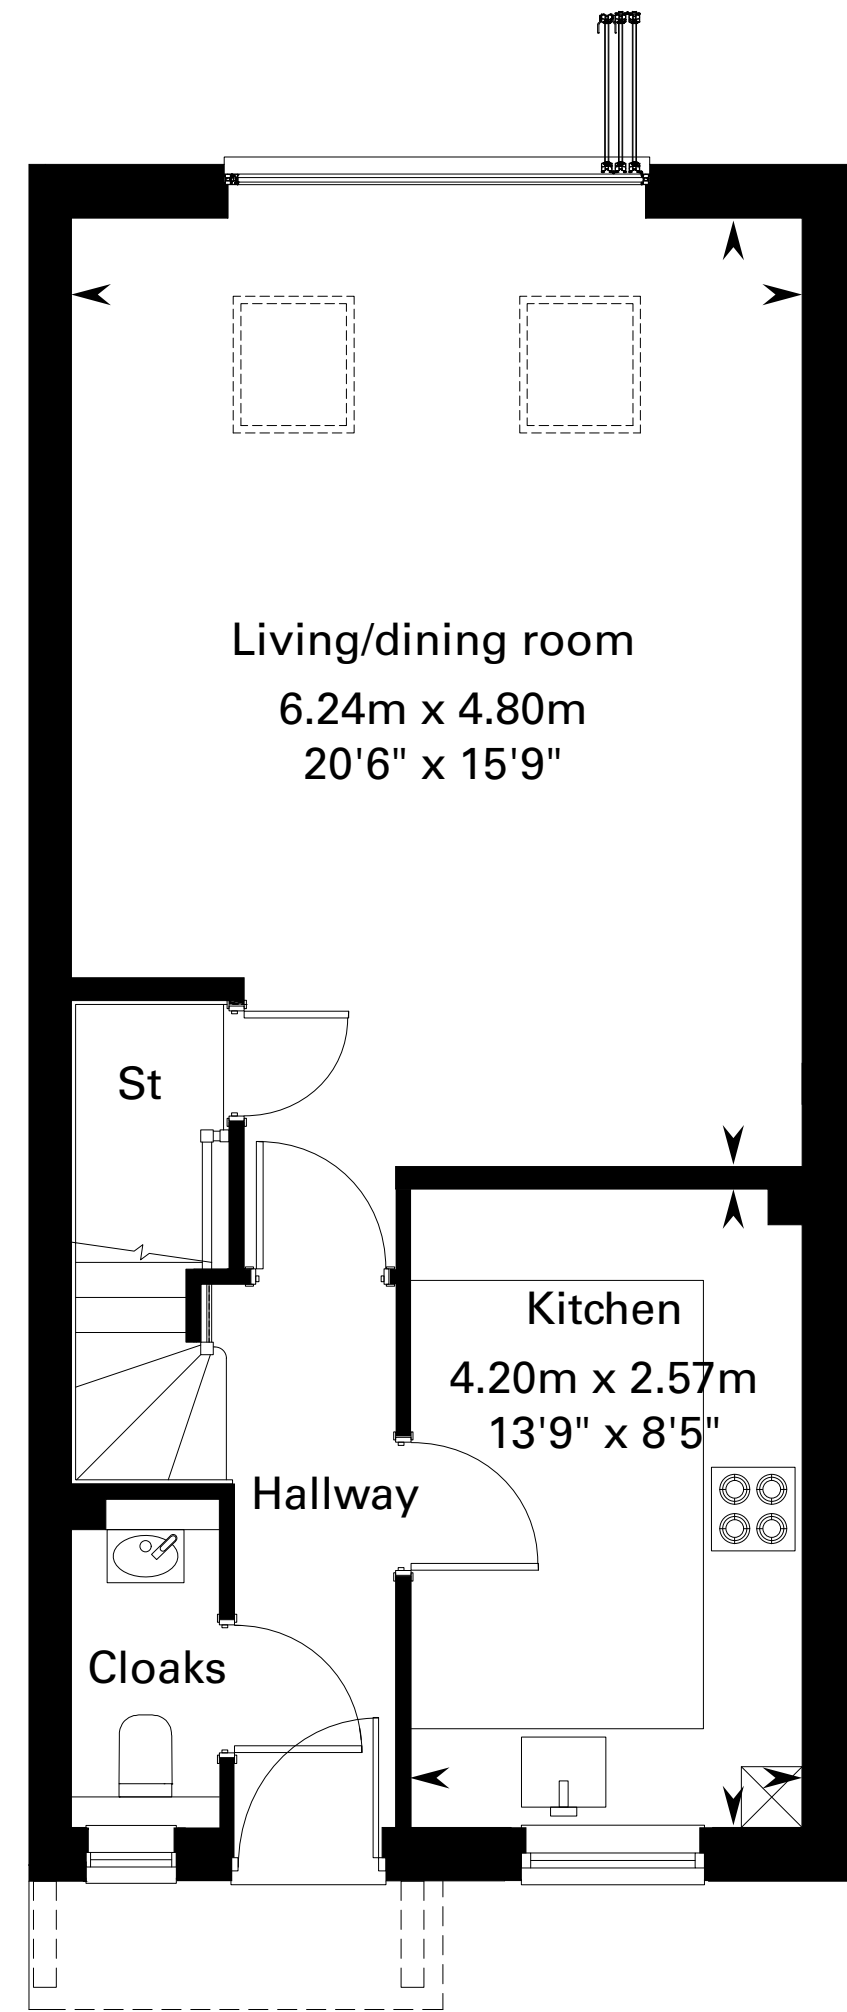 Living/dining room
6.24m x 4.80m
20'6" x 15'9"
St
Kitchen
4.20m x 2.57m
13'9" x 8'5"
Hallway
Cloaks